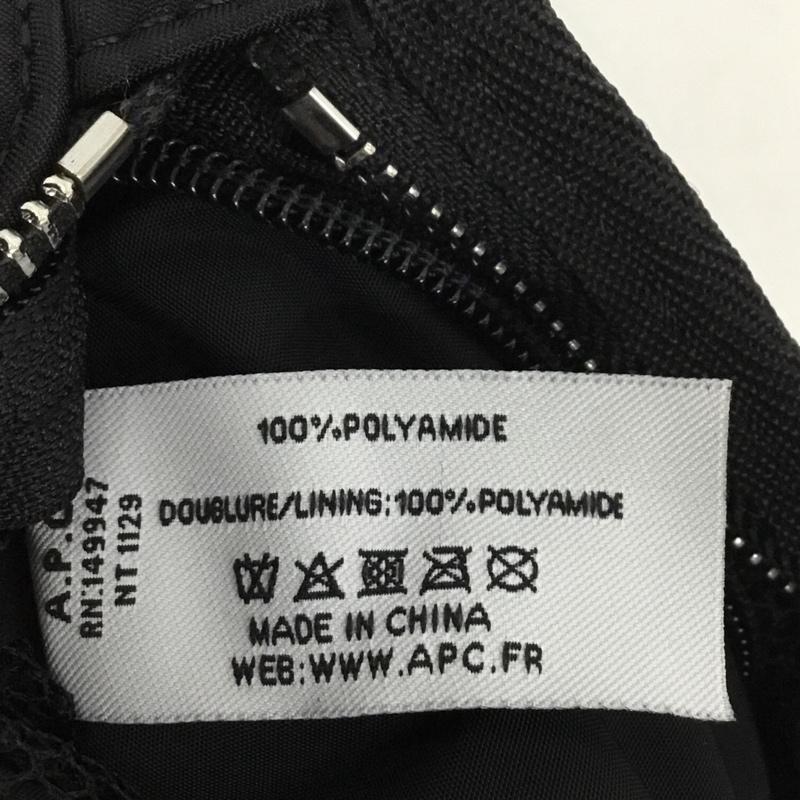 100%POLYAMIDE
DOUBLURE/LINING:100%POLYAMIDE
MADE IN CHINA
WEB:WWW.APC.FR
A.P.C
RN:149947
NT 1129